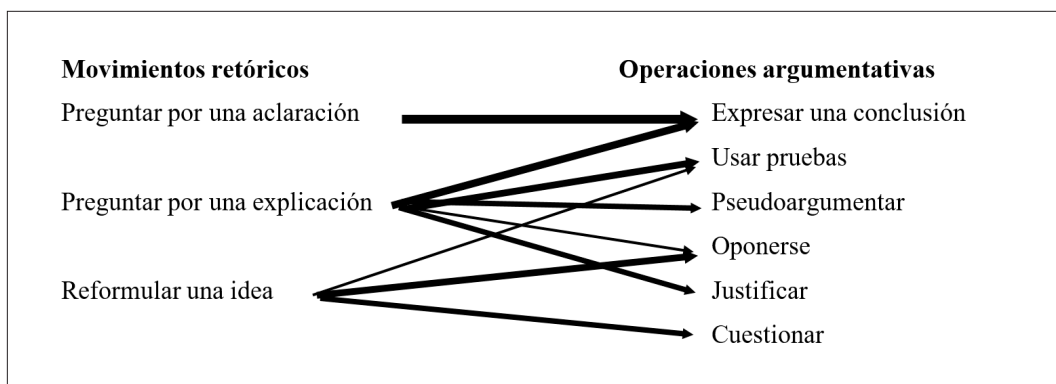 Movimientos retóricos
Preguntar por una aclaración
Preguntar por una explicación
Reformular una idea
Operaciones argumentativas
Expresar una conclusión
Usar pruebas
Pseudoargumentar
Oponerse
Justificar
Cuestionar